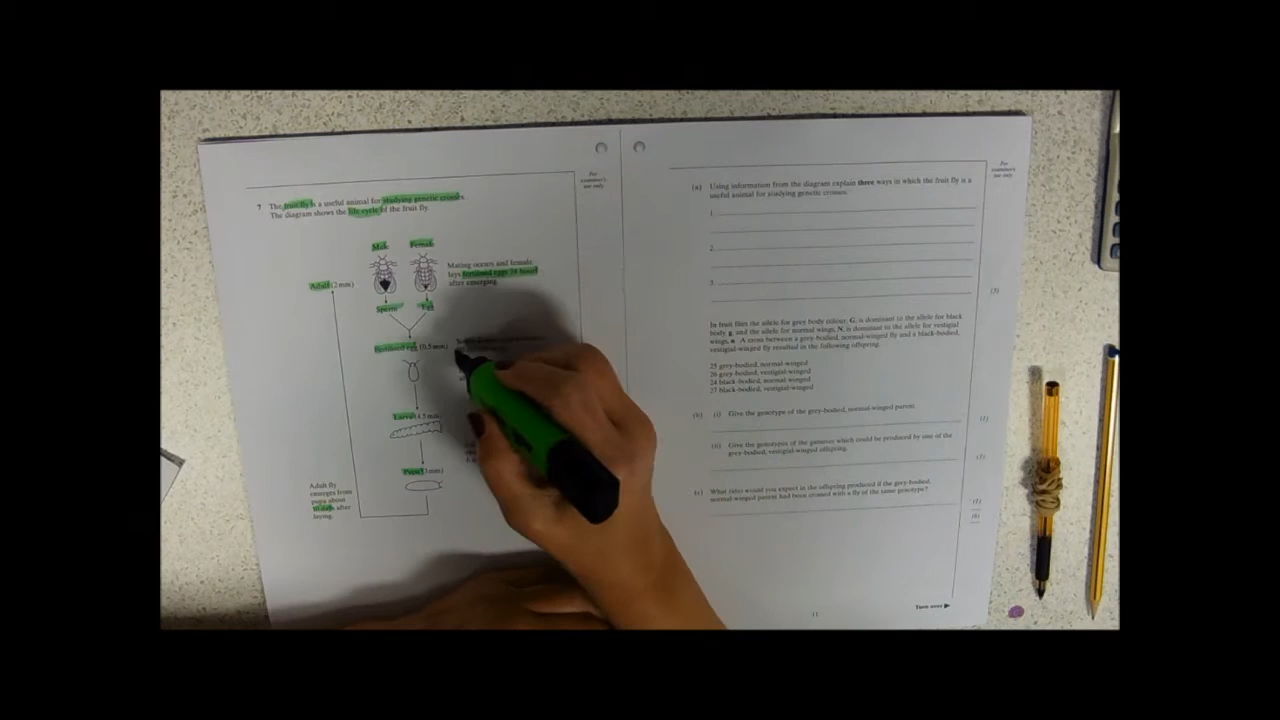 7 The fruit fly is a useful animal for studying genetic crosses.
The diagram shows the life cycle of the fruit fly.
For
examiner's
use only
Male Female
Mating occurs and female
lays fertilised eggs 24 hours
after emerging.
Adult (2 mm)
Sperm Egg
Fertilised egg (0.5 mm)
Larva (4.5 mm)
Pupa (3 mm)
Adult fly
emerges from
pupa about
10 days after
laying.
For
examiner's
use only
(a) Using information from the diagram explain three ways in which the fruit fly is a
useful animal for studying genetic crosses.
1.
2.
3.
(3)
In fruit flies the allele for grey body colour, G, is dominant to the allele for black
body, g, and the allele for normal wings, N, is dominant to the allele for vestigial
wings, n. A cross between a grey-bodied, normal-winged fly and a black-bodied,
vestigial-winged fly resulted in the following offspring.
25 grey-bodied, normal-winged
26 grey-bodied, vestigial-winged
24 black-bodied, normal-winged
27 black-bodied, vestigial-winged
(b) (i) Give the genotype of the grey-bodied, normal-winged parent.
(1)
(ii) Give the genotypes of the gametes which could be produced by one of the
grey-bodied, vestigial-winged offspring.
(1)
(c) What ratio would you expect in the offspring produced if the grey-bodied,
normal-winged parent had been crossed with a fly of the same genotype?
(1)
(6)
11
Turn over